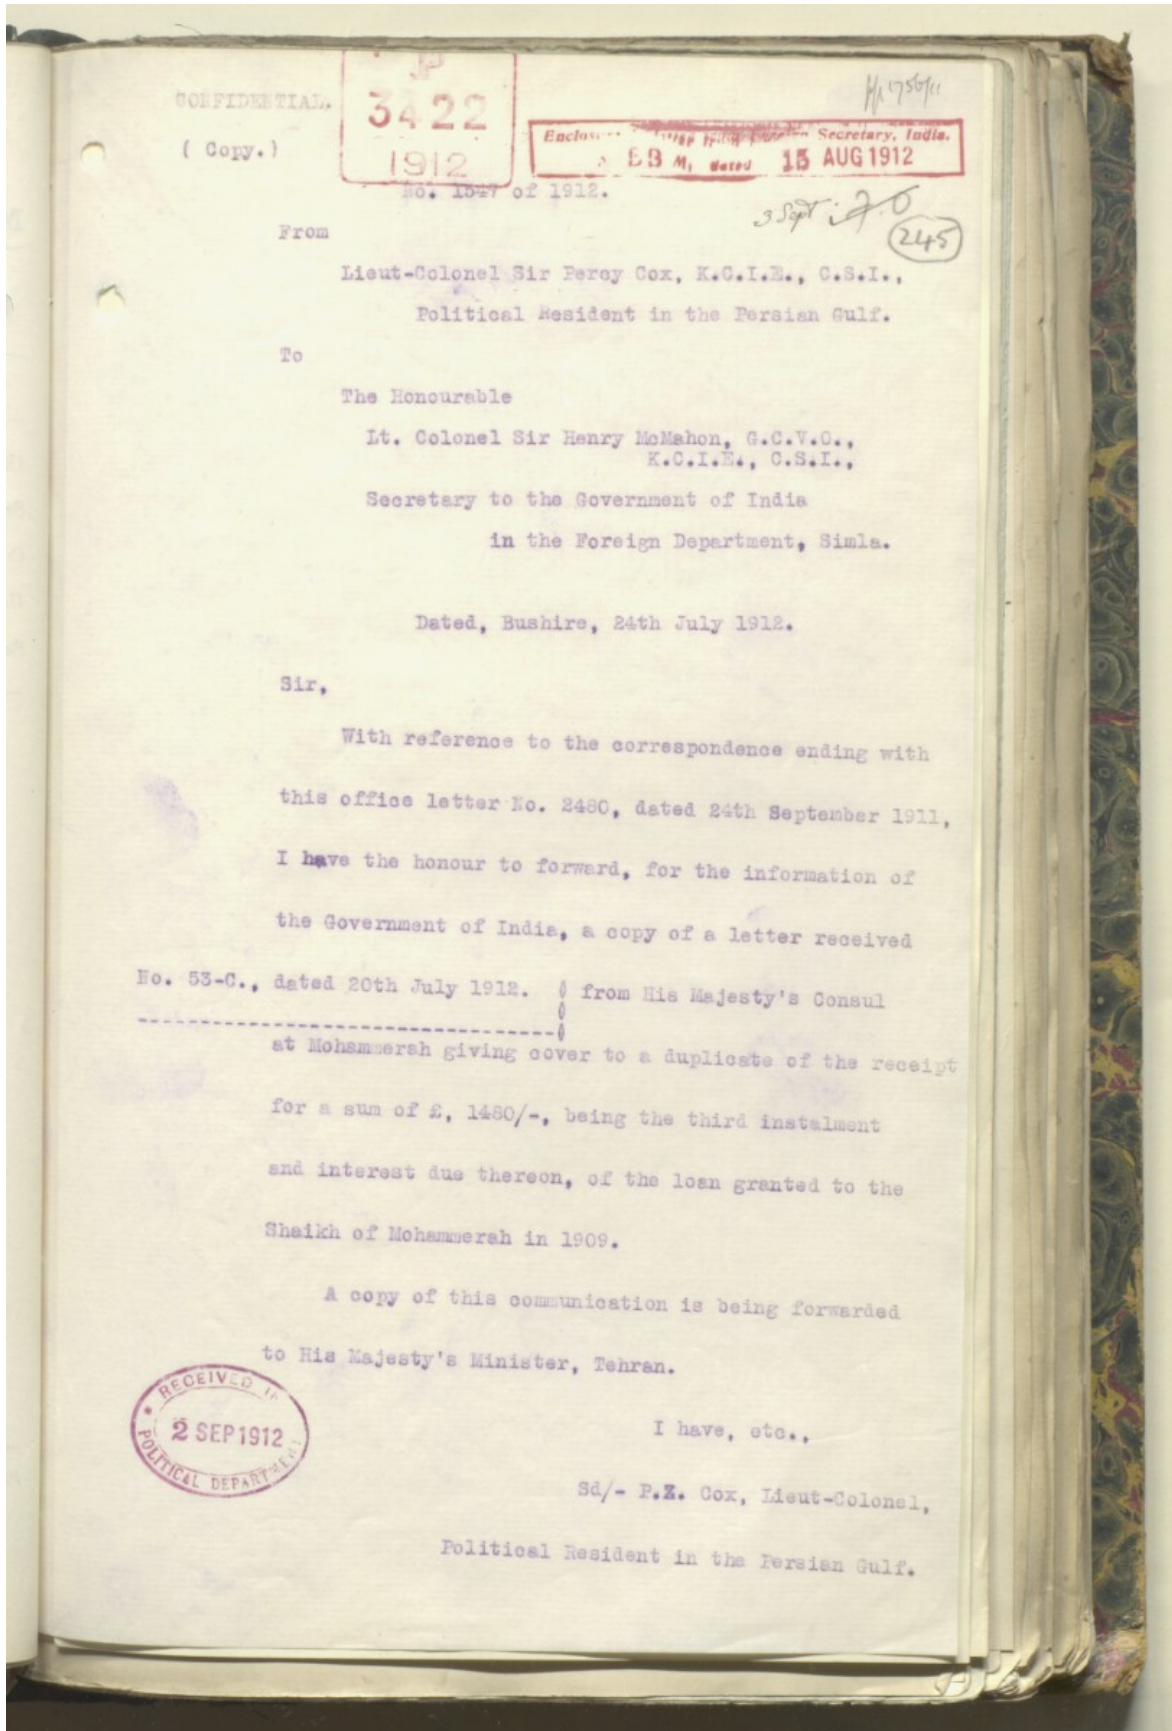 CONFIDENTIAL.
( Copy.)
JP
3422
1912
Secretary, India.
M, dated 15 AUG 1912
3 Sept
245
No. 1547 of 1912.
From
Lieut-Colonel Sir Percy Cox, K.C.I.E., C.S.I.,
Political Resident in the Persian Gulf.
To
The Honourable
Lt. Colonel Sir Henry McMahon, G.C.V.O.,
K.C.I.E., C.S.I.,
Secretary to the Government of India
in the Foreign Department, Simla.
Dated, Bushire, 24th July 1912.
Sir,
With reference to the correspondence ending with
this office letter No. 2480, dated 24th September 1911,
I have the honour to forward, for the information of
the Government of India, a copy of a letter received
No. 53-C., dated 20th July 1912. from His Majesty's Consul
at Mohammerah giving cover to a duplicate of the receipt
for a sum of £. 1480/-, being the third instalment
and interest due thereon, of the loan granted to the
Shaikh of Mohammerah in 1909.
A copy of this communication is being forwarded
to His Majesty's Minister, Tehran.
RECEIVED IN
2 SEP 1912
POLITICAL DEPARTMENT
I have, etc.,
Sd/- P.Z. Cox, Lieut-Colonel,
Political Resident in the Persian Gulf.